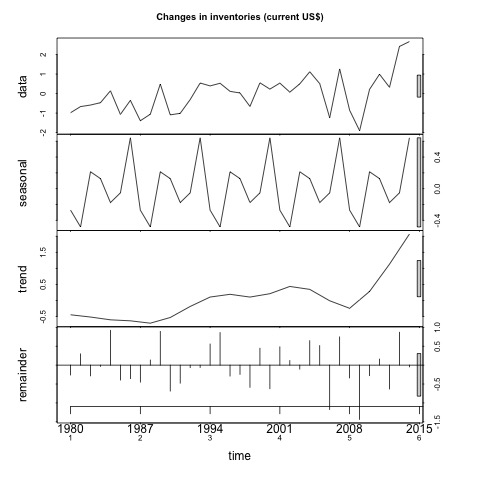 Changes in inventories (current US$)
data
-2 -1 0 1 2
seasonal
-0.4 0.0 0.4
trend
-0.5 0.5 1.5
remainder
-1.5 -0.5 0.5 1.0
1980 1987 1994 2001 2008 2015
1 2 3 4 5 6
time